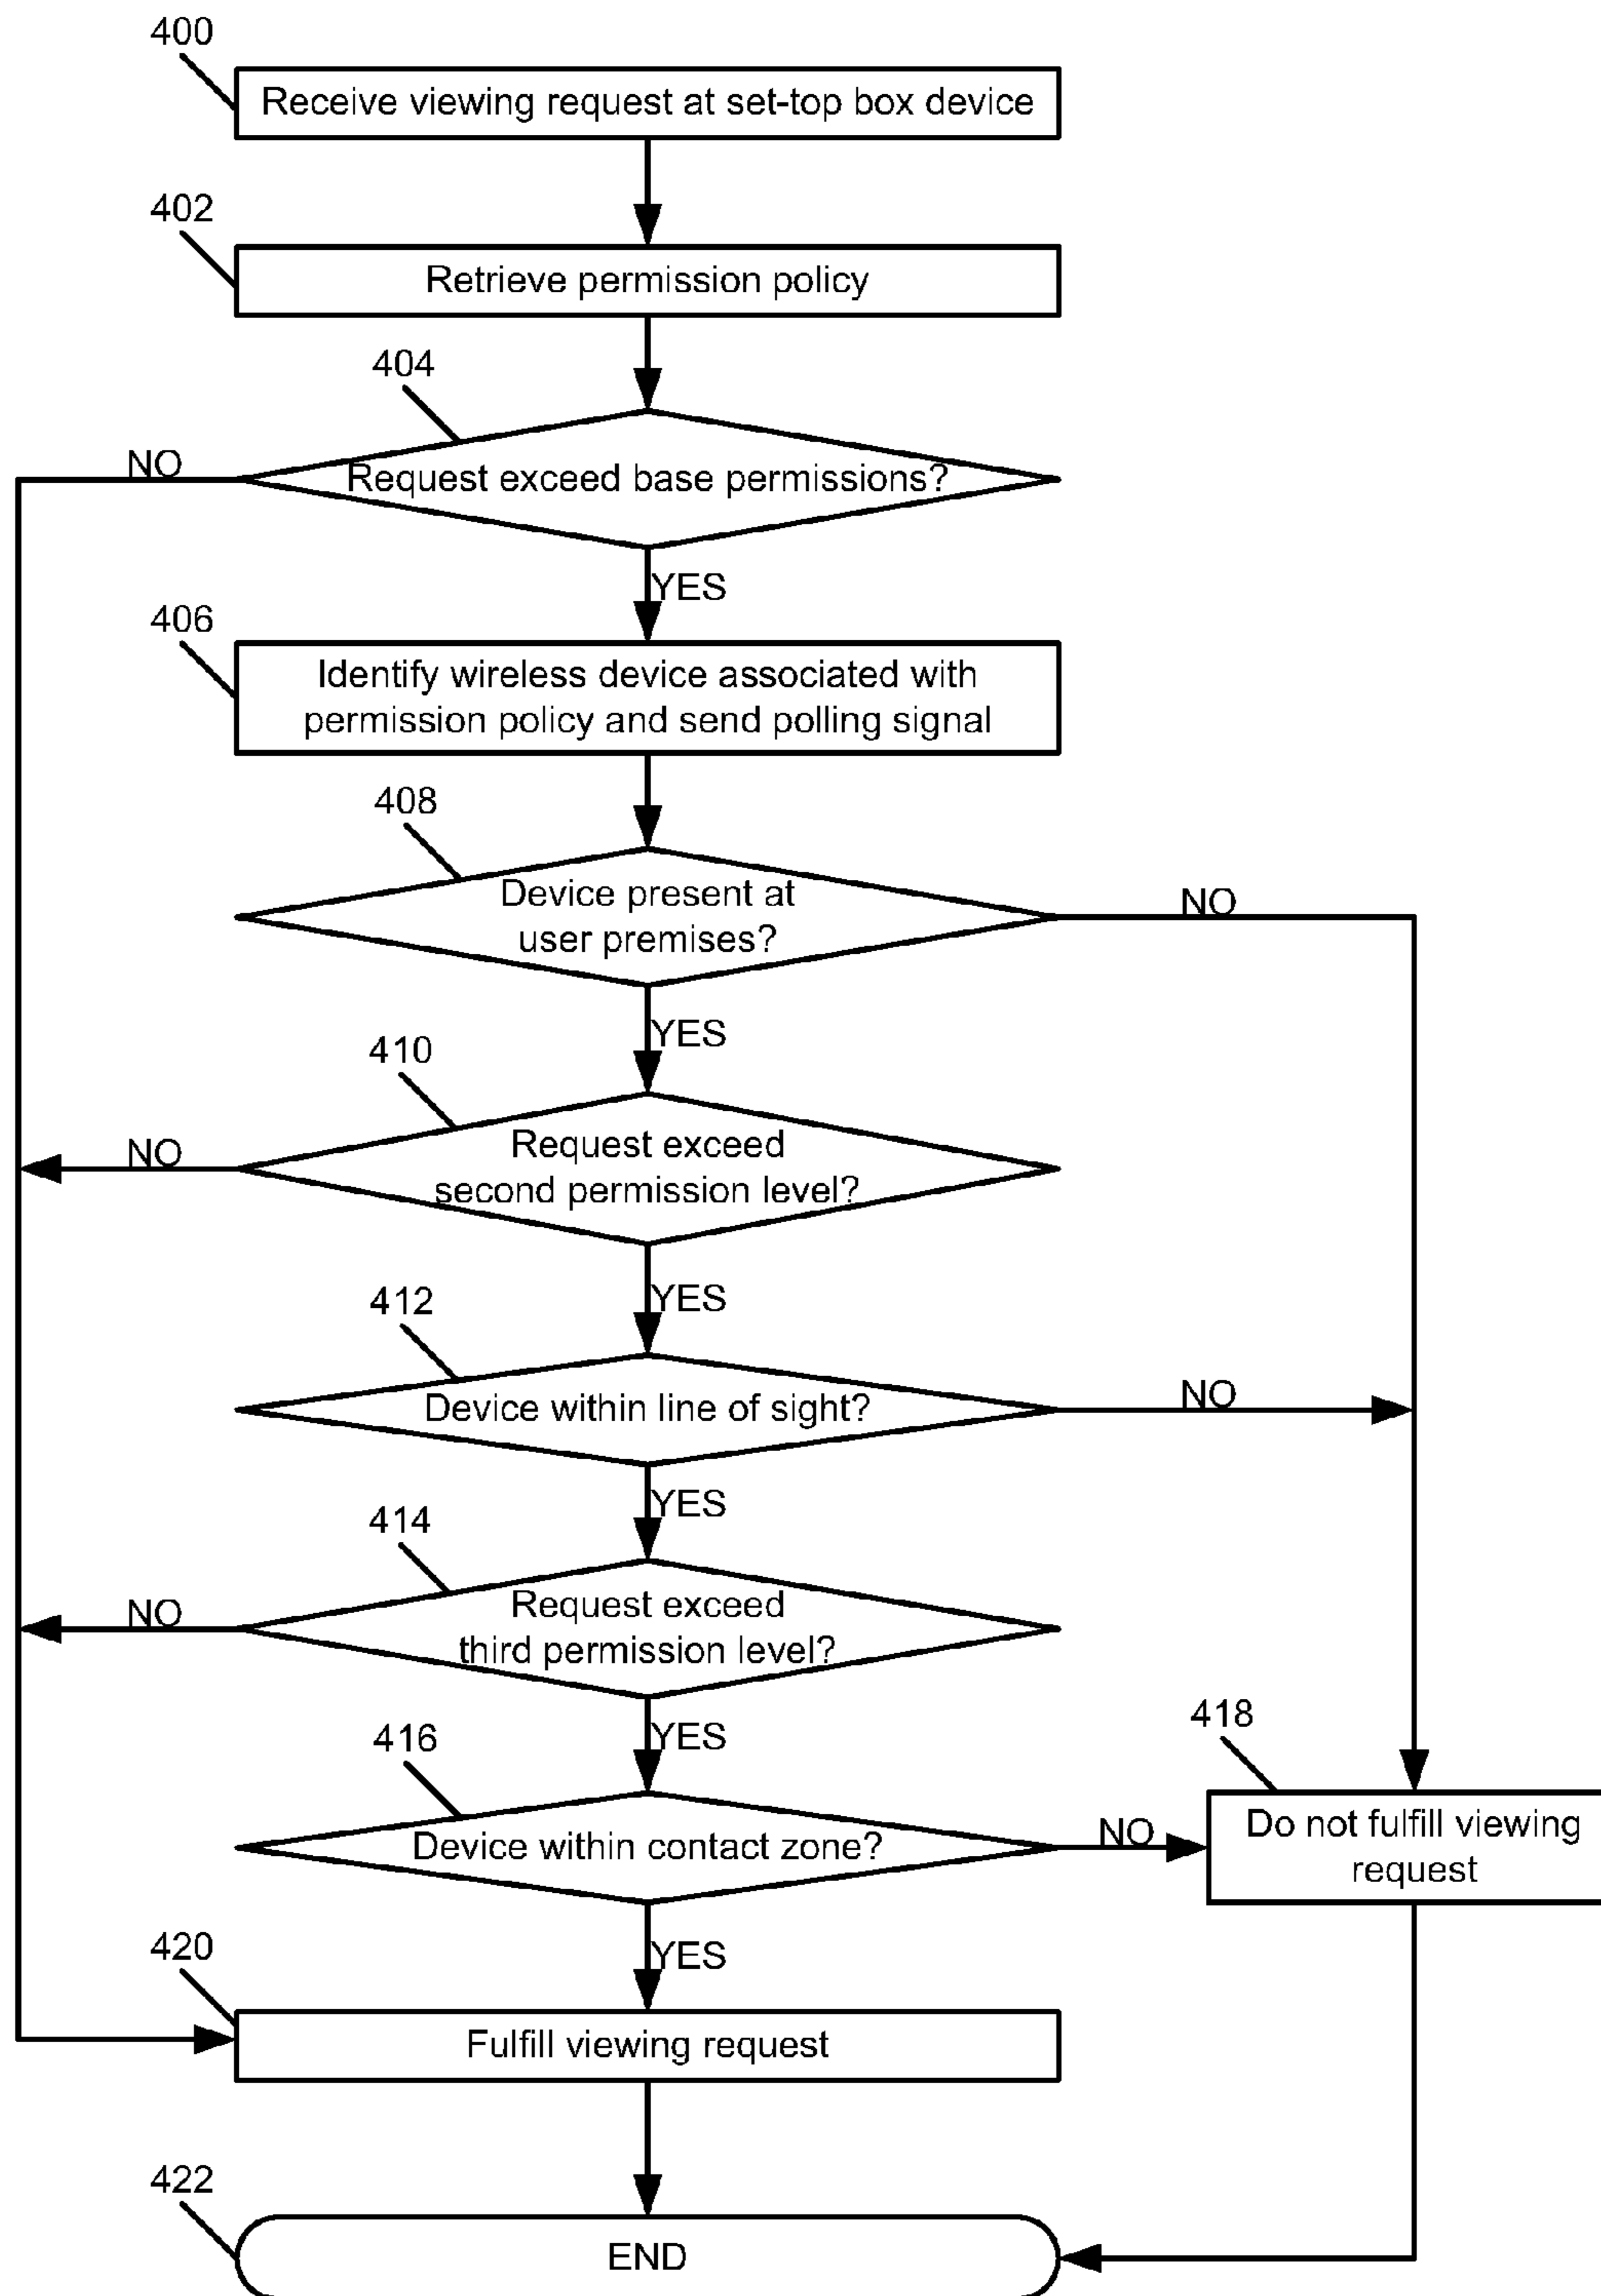 400
Receive viewing request at set-top box device
402
Retrieve permission policy
404
NO
Request exceed base permissions?
YES
406
Identify wireless device associated with
permission policy and send polling signal
408
Device present at
user premises?
NO
YES
410
NO
Request exceed
second permission level?
YES
412
Device within line of sight?
NO
YES
414
NO
Request exceed
third permission level?
YES
416
Device within contact zone?
NO
418
Do not fulfill viewing
request
YES
420
Fulfill viewing request
422
END